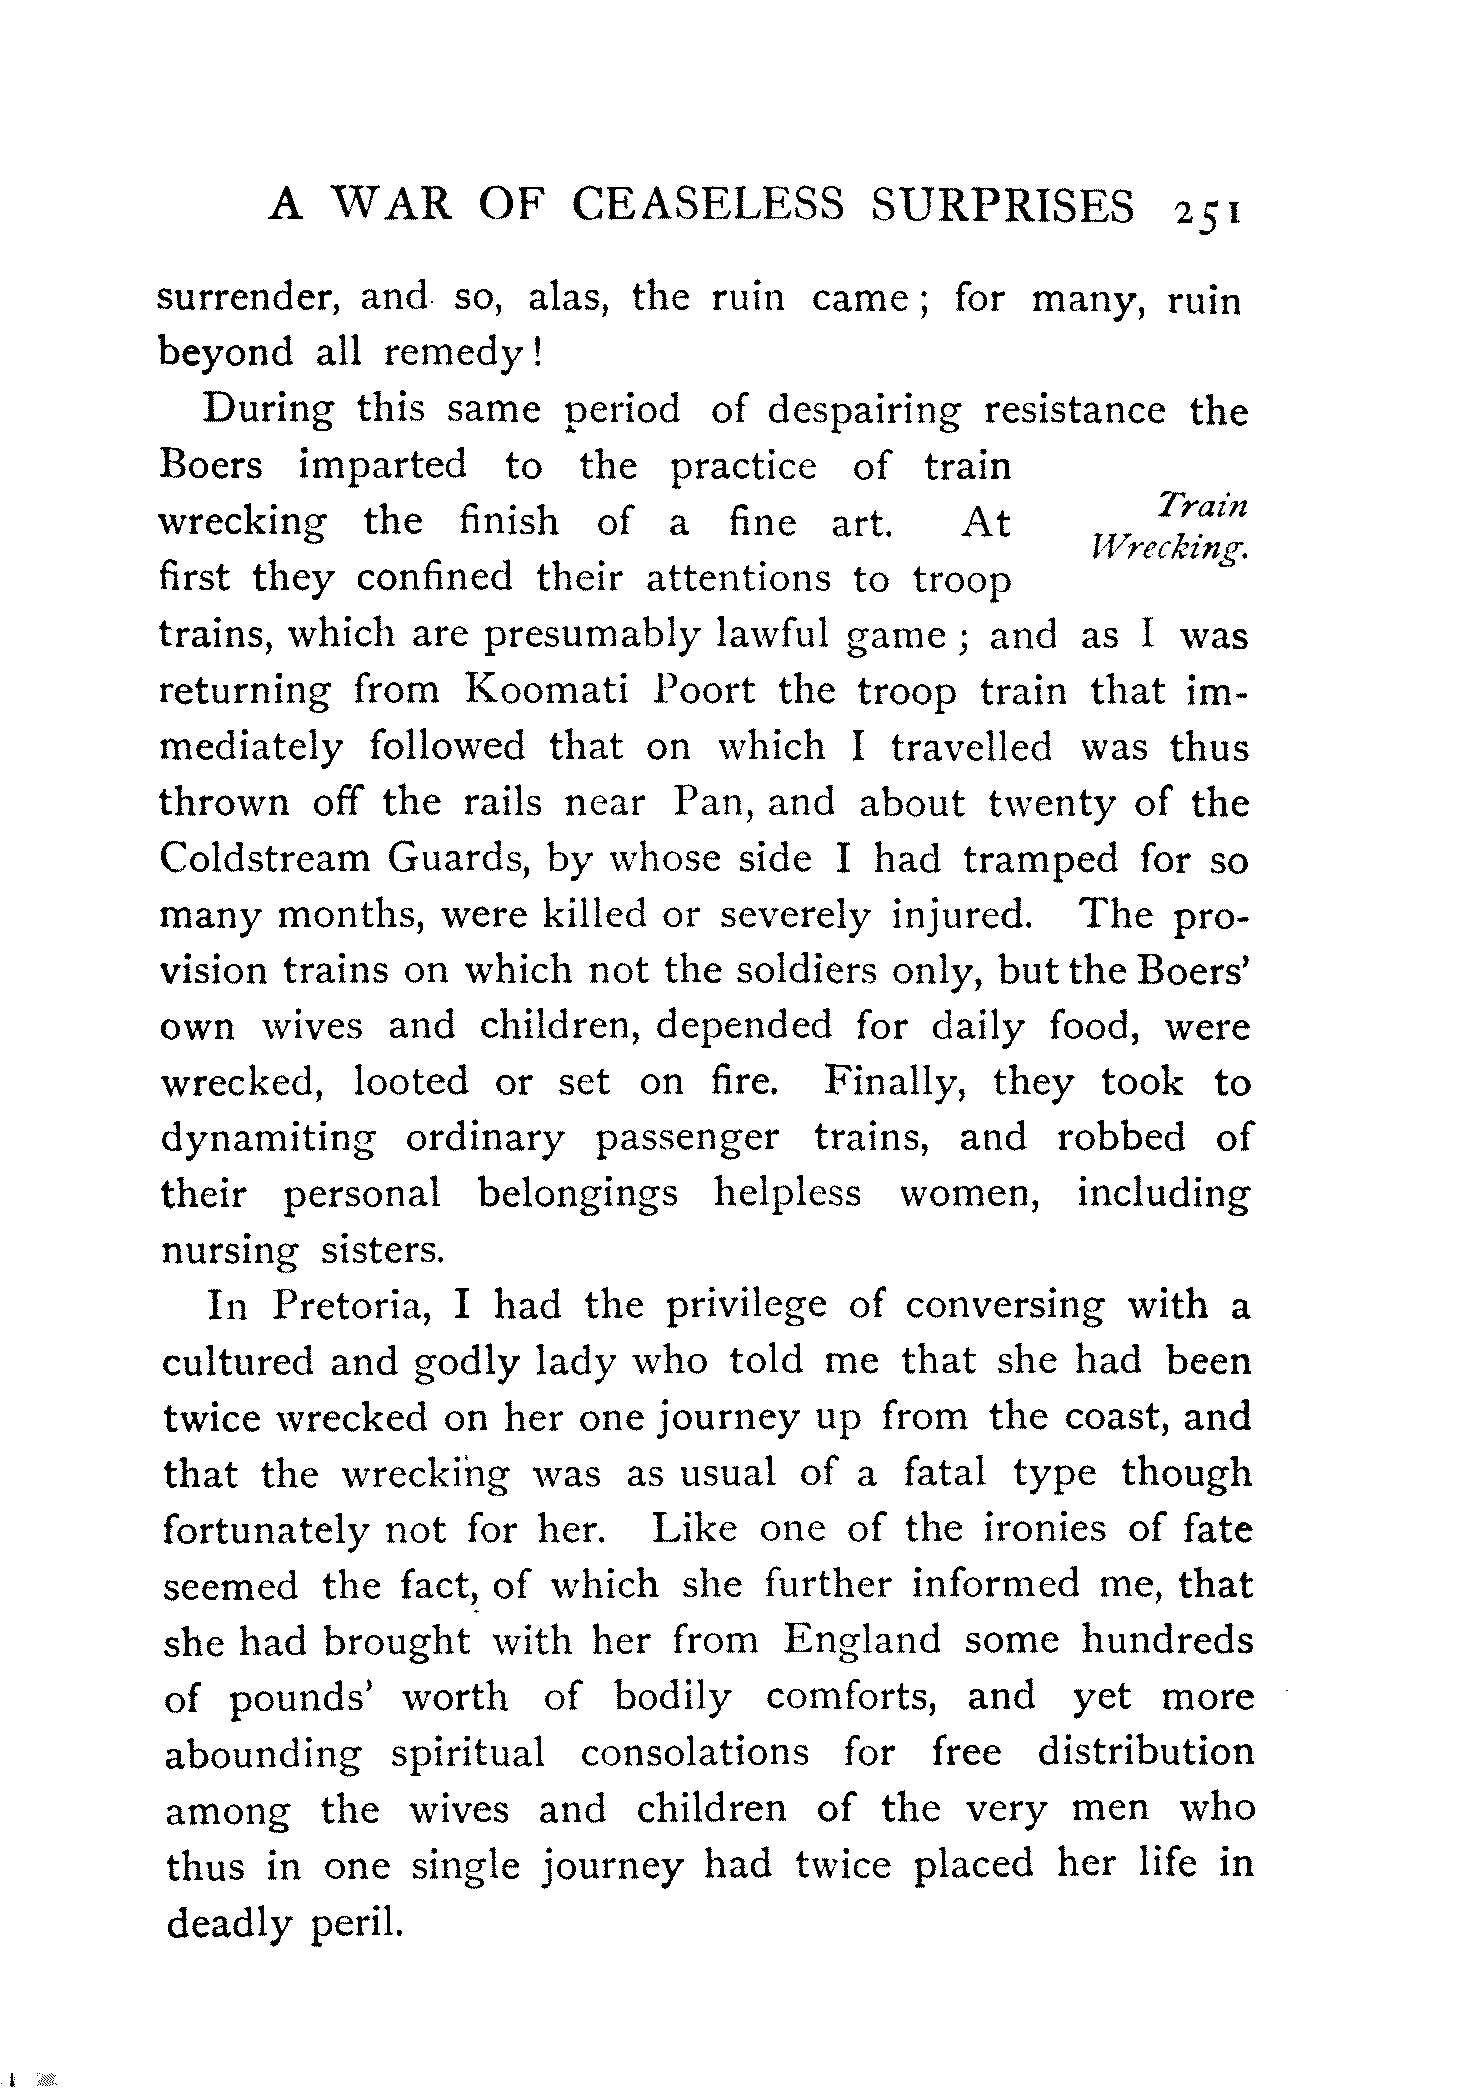 A WAR OF CEASELESS SURPRISES 251
surrender, and so, alas, the ruin came ; for many, ruin
beyond all remedy !
During this same period of despairing resistance the
Boers imparted to the practice of train
wrecking the finish of a fine art. At
Train
Wrecking.
first they confined their attentions to troop
trains, which are presumably lawful game ; and as I was
returning from Koomati Poort the troop train that im-
mediately followed that on which I travelled was thus
thrown off the rails near Pan, and about twenty of the
Coldstream Guards, by whose side I had tramped for so
many months, were killed or severely injured. The pro-
vision trains on which not the soldiers only, but the Boers’
own wives and children, depended for daily food, were
wrecked, looted or set on fire. Finally, they took to
dynamiting ordinary passenger trains, and robbed of
their personal belongings helpless women, including
nursing sisters.
In Pretoria, I had the privilege of conversing with a
cultured and godly lady who told me that she had been
twice wrecked on her one journey up from the coast, and
that the wrecking was as usual of a fatal type though
fortunately not for her. Like one of the ironies of fate
seemed the fact, of which she further informed me, that
she had brought with her from England some hundreds
of pounds’ worth of bodily comforts, and yet more
abounding spiritual consolations for free distribution
among the wives and children of the very men who
thus in one single journey had twice placed her life in
deadly peril.